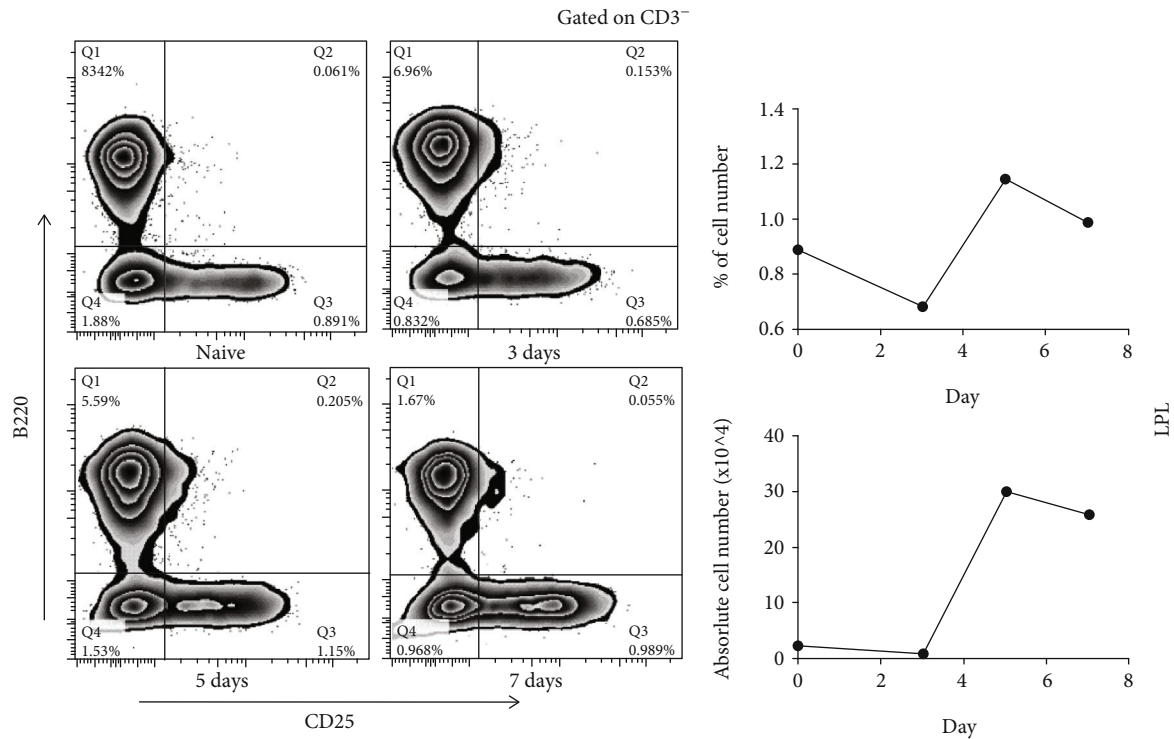 Gated on CD3⁻
Q1
8342%
Q2
0.061%
Q4
1.88%
Q3
0.891%
Naive
Q1
6.96%
Q2
0.153%
Q4
0.832%
Q3
0.685%
3 days
Q1
5.59%
Q2
0.205%
Q4
1.53%
Q3
1.15%
5 days
Q1
1.67%
Q2
0.055%
Q4
0.968%
Q3
0.989%
7 days
B220
CD25
% of cell number
1.4
1.2
1.0
0.8
0.6
0 2 4 6 8
Day
Absorlute cell number (x10^4)
40
30
20
10
0
0 2 4 6 8
Day
LPL